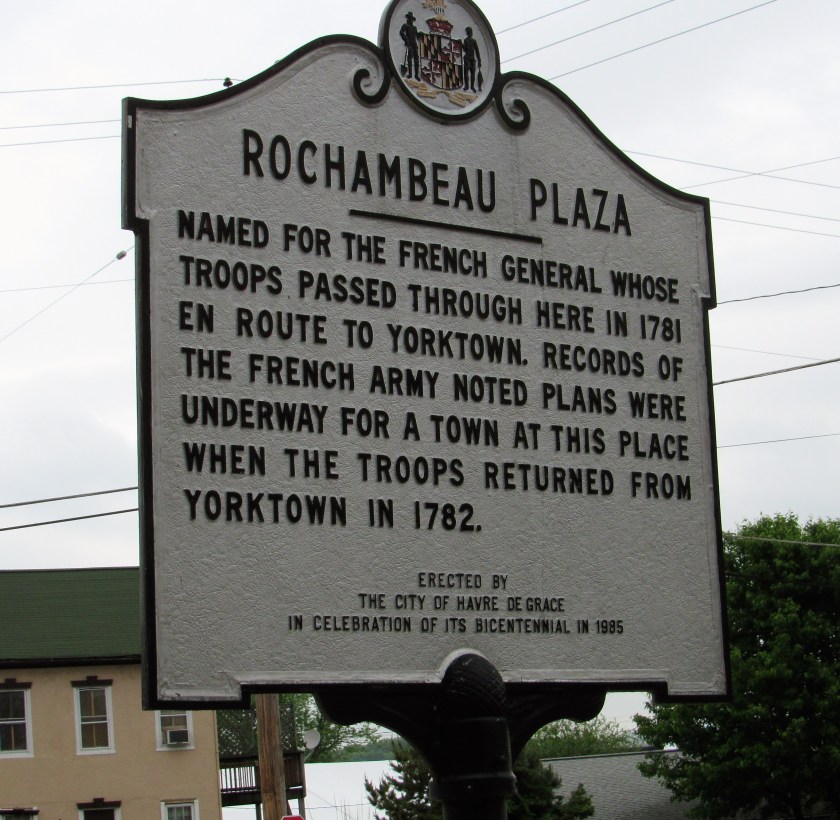 ROCHAMBEAU PLAZA
NAMED FOR THE FRENCH GENERAL WHOSE
TROOPS PASSED THROUGH HERE IN 1781
EN ROUTE TO YORKTOWN. RECORDS OF
THE FRENCH ARMY NOTED PLANS WERE
UNDERWAY FOR A TOWN AT THIS PLACE
WHEN THE TROOPS RETURNED FROM
YORKTOWN IN 1782.
ERECTED BY
THE CITY OF HAVRE DE GRACE
IN CELEBRATION OF ITS BICENTENNIAL IN 1985